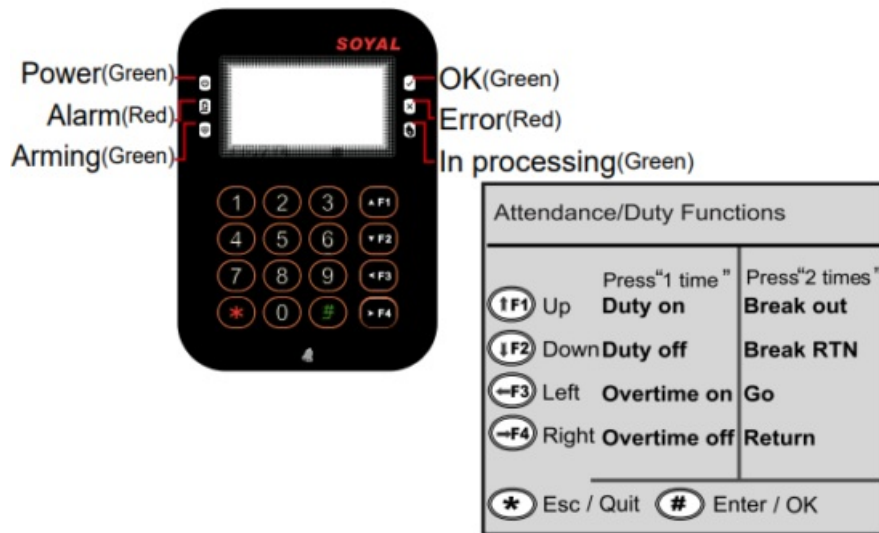 SOYAL
Power(Green)
Alarm(Red)
Arming(Green)
OK(Green)
Error(Red)
In processing(Green)
1 2 3 ▲F1
4 5 6 ▼F2
7 8 9 ◄F3
* 0 # ►F4
Attendance/Duty Functions
Press"1 time" Press"2 times"
↑F1 Up Duty on Break out
↓F2 Down Duty off Break RTN
←F3 Left Overtime on Go
→F4 Right Overtime off Return
* Esc / Quit # Enter / OK